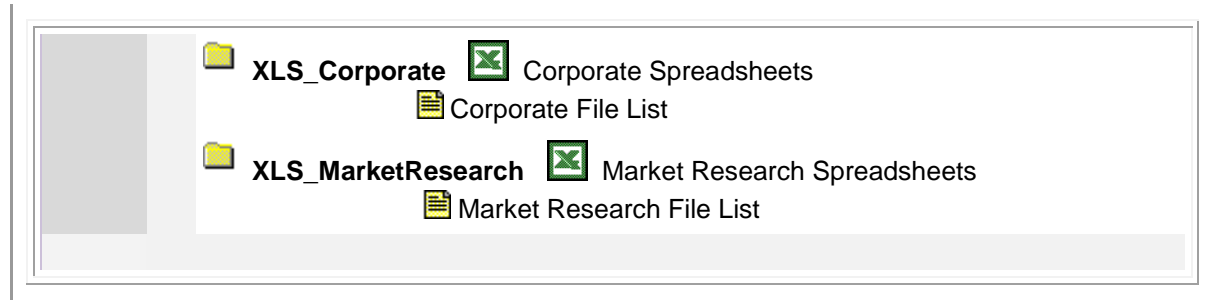 XLS_Corporate Corporate Spreadsheets
Corporate File List
XLS_MarketResearch Market Research Spreadsheets
Market Research File List